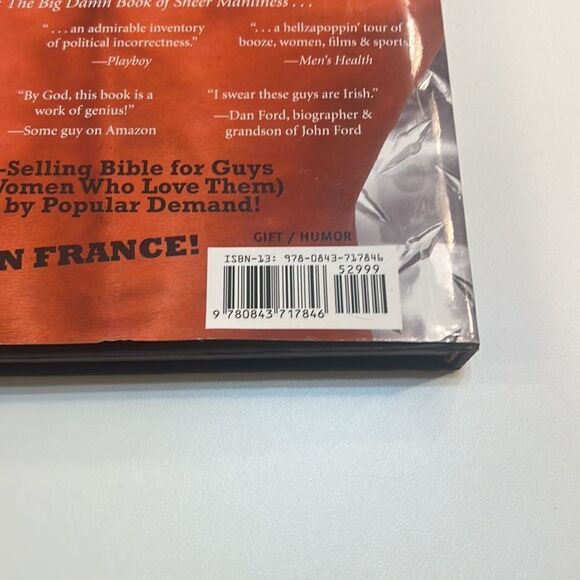 The Big Damn Book of Sheer Manliness . . .
“. . . an admirable inventory
of political incorrectness.”
—Playboy
“. . . a hellzapoppin’ tour of
booze, women, films & sports
—Men’s Health
“By God, this book is a
work of genius!”
—Some guy on Amazon
“I swear these guys are Irish.”
—Dan Ford, biographer &
grandson of John Ford
-Selling Bible for Guys
Women Who Love Them)
by Popular Demand!
N FRANCE!
GIFT / HUMOR
ISBN-13: 978-0843-717846
52999
9 780843 717846